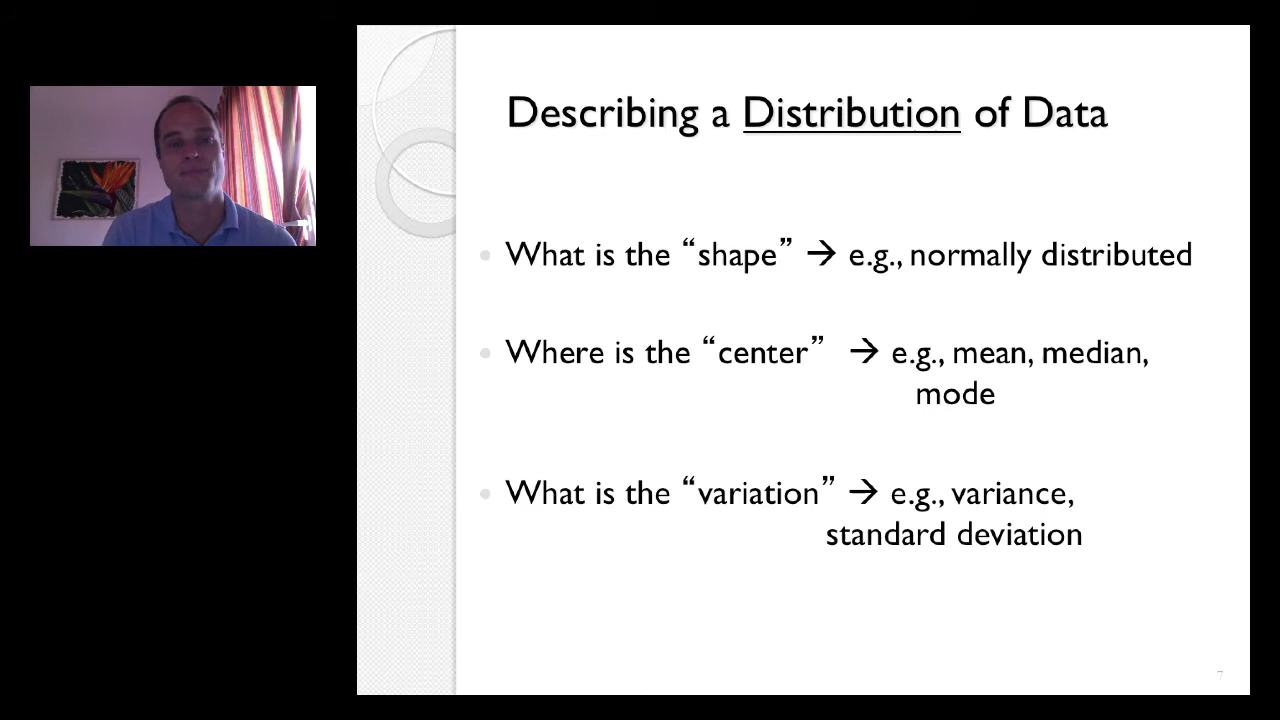 Describing a Distribution of Data
What is the “shape” → e.g., normally distributed
Where is the “center” → e.g., mean, median,
mode
What is the “variation” → e.g., variance,
standard deviation
7